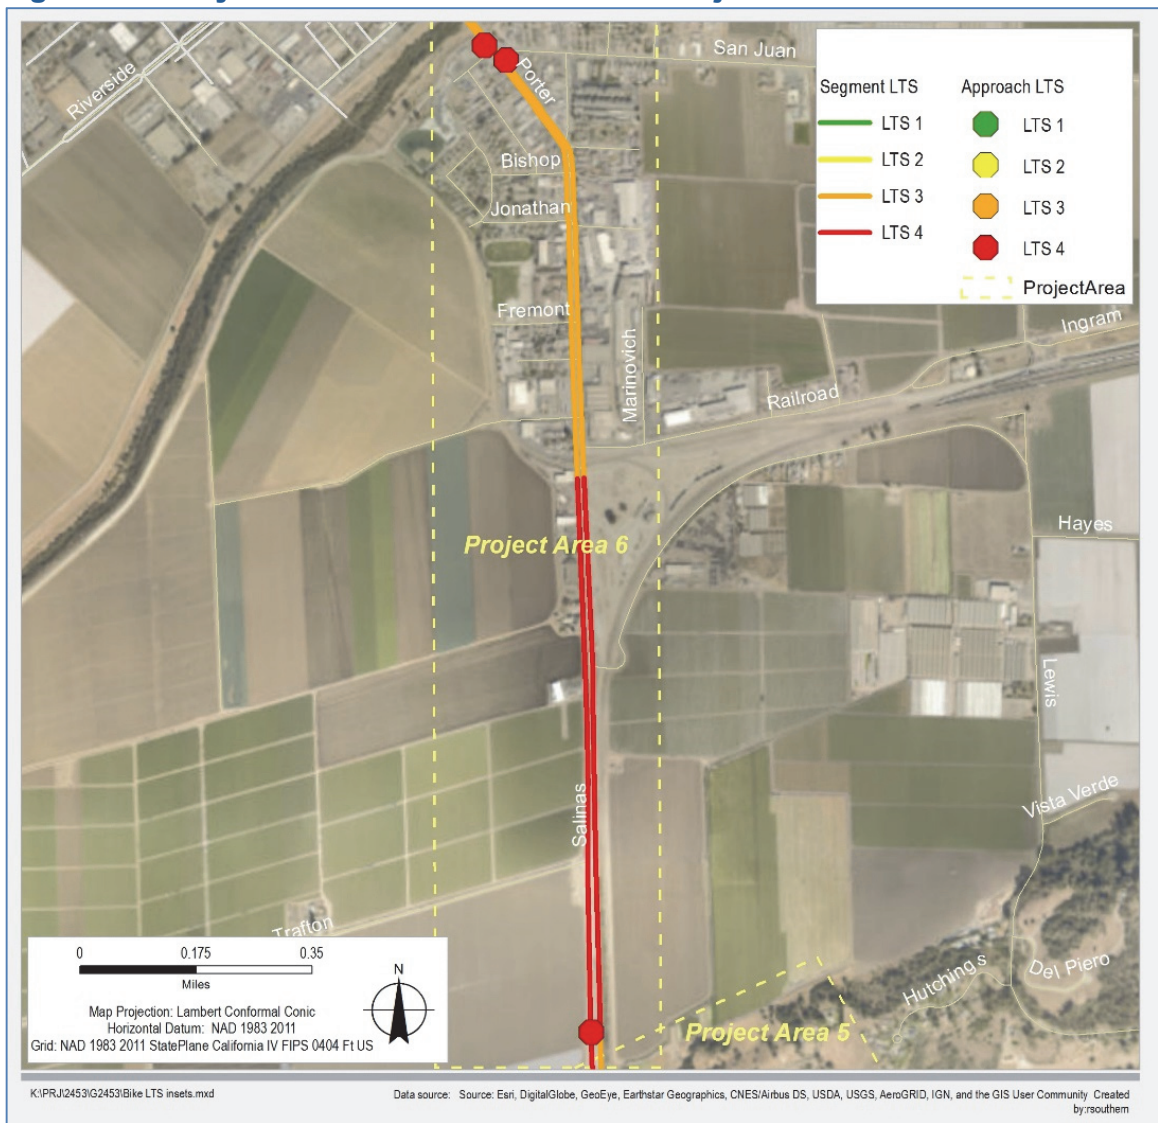 San Juan
Porter
Riverside
Bishop
Jonathan
Fremont
Marinovich
Railroad
Ingram
Segment LTS
LTS 1
LTS 2
LTS 3
LTS 4
Approach LTS
LTS 1
LTS 2
LTS 3
LTS 4
ProjectArea
Project Area 6
Hayes
Lewis
Salinas
Vista Verde
Trafton
Hutchings
Del Piero
Project Area 5
0 0.175 0.35
Miles
N
Map Projection: Lambert Conformal Conic
Horizontal Datum: NAD 1983 2011
Grid: NAD 1983 2011 StatePlane California IV FIPS 0404 Ft US
K:\PRJ\2453\G2453\Bike LTS insets.mxd
Data source: Source: Esri, DigitalGlobe, GeoEye, Earthstar Geographics, CNES/Airbus DS, USDA, USGS, AeroGRID, IGN, and the GIS User Community Created
by:rsouthern